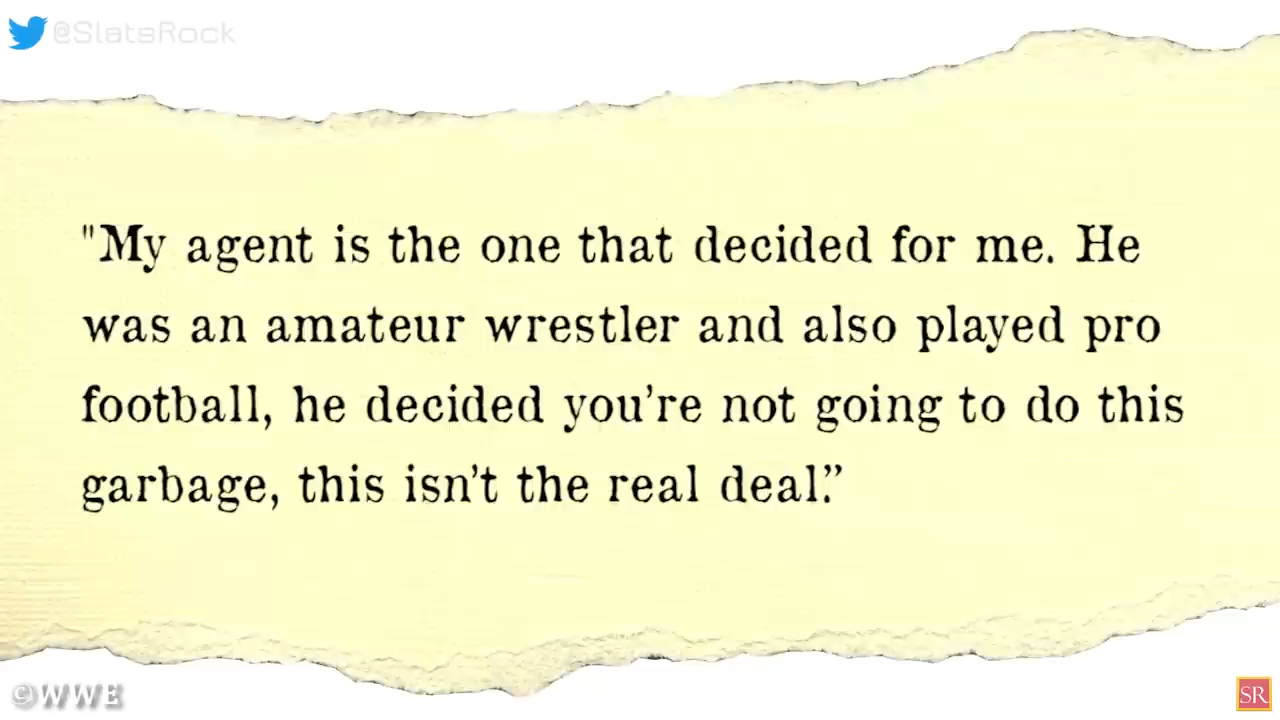 @SlatsRock
"My agent is the one that decided for me. He
was an amateur wrestler and also played pro
football, he decided you're not going to do this
garbage, this isn't the real deal.”
©WWE
SR